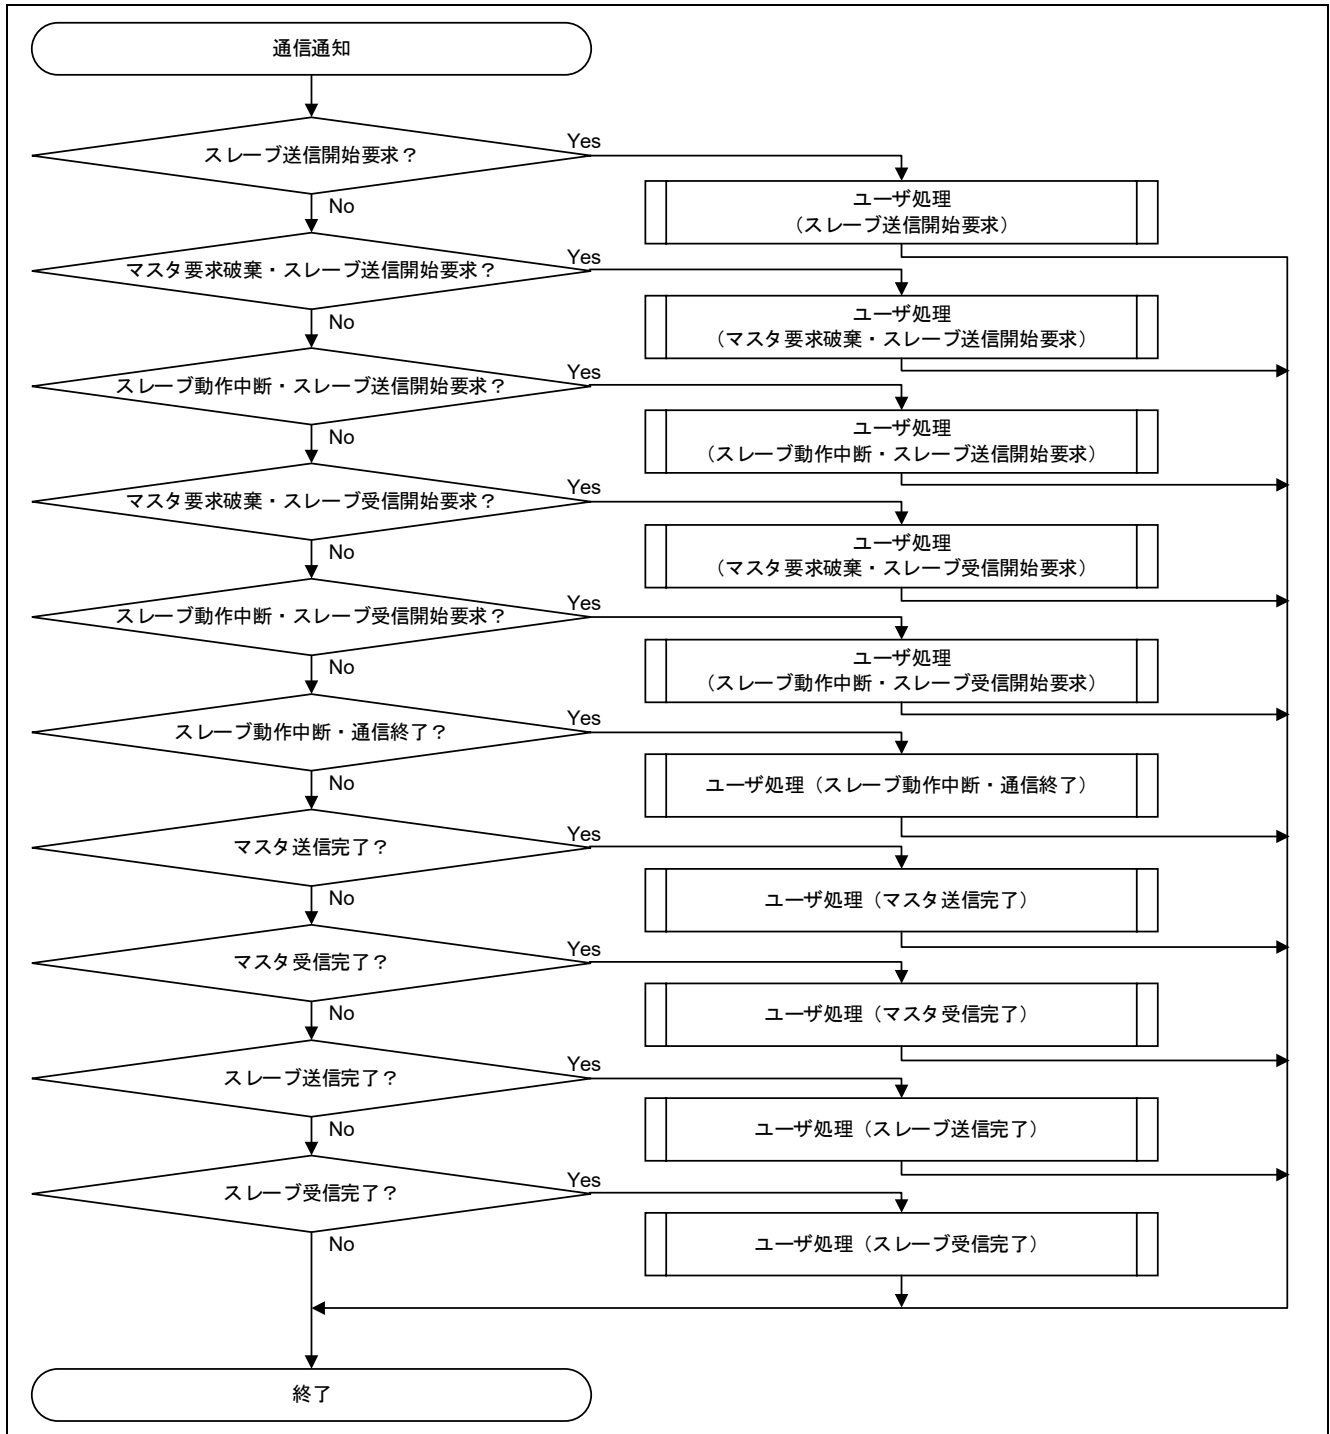 通信通知
スレーブ送信開始要求？
Yes
ユーザ処理
（スレーブ送信開始要求）
No
マスタ要求破棄・スレーブ送信開始要求？
Yes
ユーザ処理
（マスタ要求破棄・スレーブ送信開始要求）
No
スレーブ動作中断・スレーブ送信開始要求？
Yes
ユーザ処理
（スレーブ動作中断・スレーブ送信開始要求）
No
マスタ要求破棄・スレーブ受信開始要求？
Yes
ユーザ処理
（マスタ要求破棄・スレーブ受信開始要求）
No
スレーブ動作中断・スレーブ受信開始要求？
Yes
ユーザ処理
（スレーブ動作中断・スレーブ受信開始要求）
No
スレーブ動作中断・通信終了？
Yes
ユーザ処理（スレーブ動作中断・通信終了）
No
マスタ送信完了？
Yes
ユーザ処理（マスタ送信完了）
No
マスタ受信完了？
Yes
ユーザ処理（マスタ受信完了）
No
スレーブ送信完了？
Yes
ユーザ処理（スレーブ送信完了）
No
スレーブ受信完了？
Yes
ユーザ処理（スレーブ受信完了）
No
終了